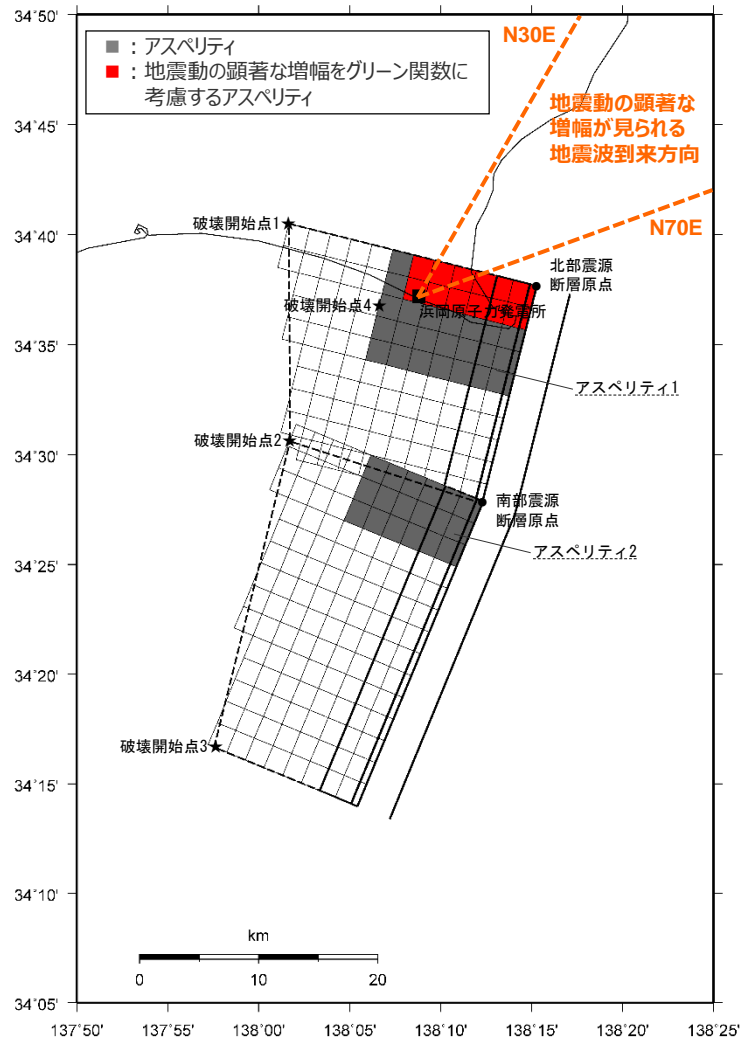 34°50'
34°45'
34°40'
34°35'
34°30'
34°25'
34°20'
34°15'
34°10'
34°05'
■：アスペリティ
■：地震動の顕著な増幅をグリーン関数に
考慮するアスペリティ
N30E
地震動の顕著な
増幅が見られる
地震波到来方向
N70E
破壊開始点1
北部震源
断層原点
破壊開始点4
浜岡原子力発電所
アスペリティ1
破壊開始点2
南部震源
断層原点
アスペリティ2
破壊開始点3
km
0 10 20
137°50' 137°55' 138°00' 138°05' 138°10' 138°15' 138°20' 138°25'